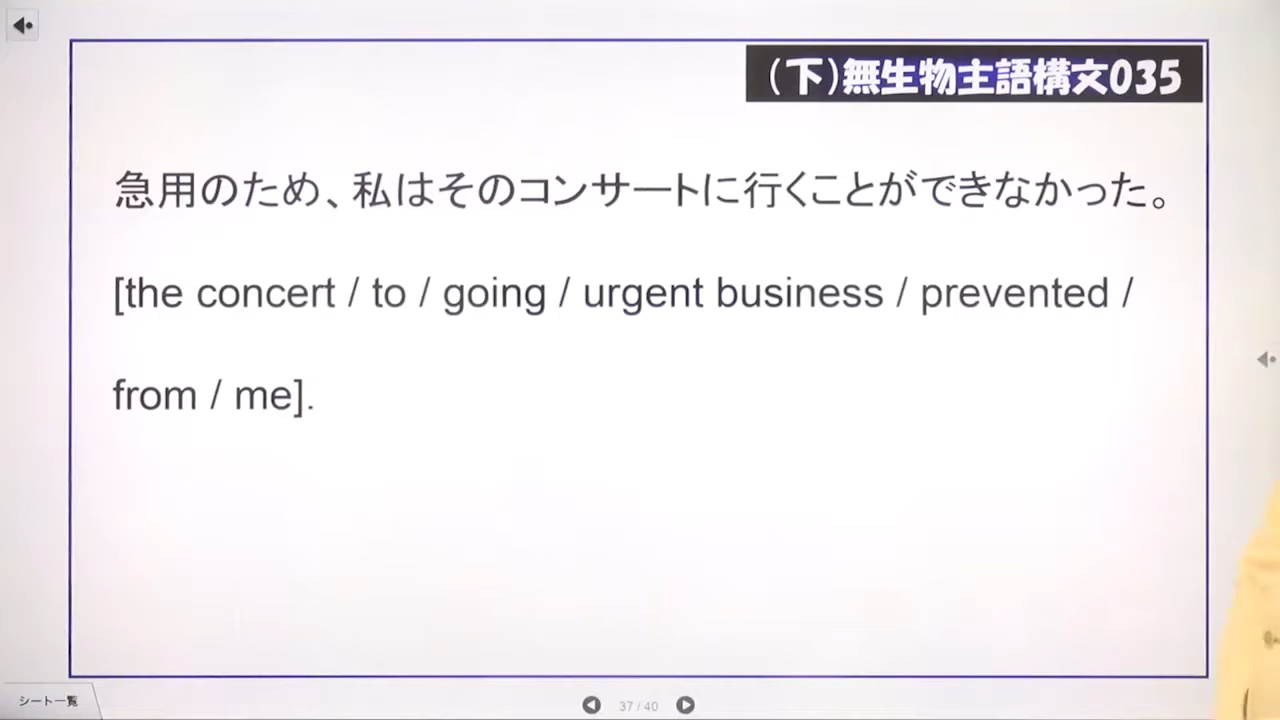 （下）無生物主語構文035
急用のため、私はそのコンサートに行くことができなかった。
[the concert / to / going / urgent business / prevented /
from / me].
シート一覧
37 / 40